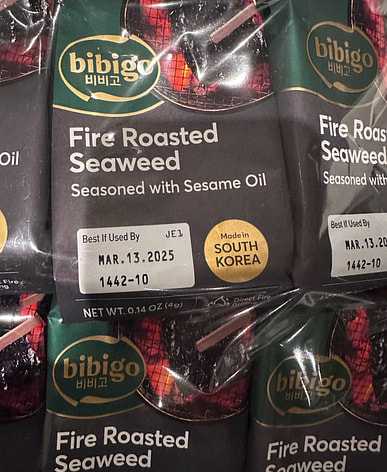 bibigo
비비고
Fire Roasted
Seaweed
Seasoned with Sesame Oil
Best If Used By JE1
MAR.13.2025
1442-10
Made in
SOUTH
KOREA
NET WT. 0.14 OZ (4g)
Direct Fire
Oil
bibigo
비비고
Fire Roas
Seaweed
Seasoned with
Best If Used By
MAR.13.20
1442-10
bibigo
비비고
Fire Roasted
Seaweed
bibigo
비비고
Fire Roasted
Seaweed